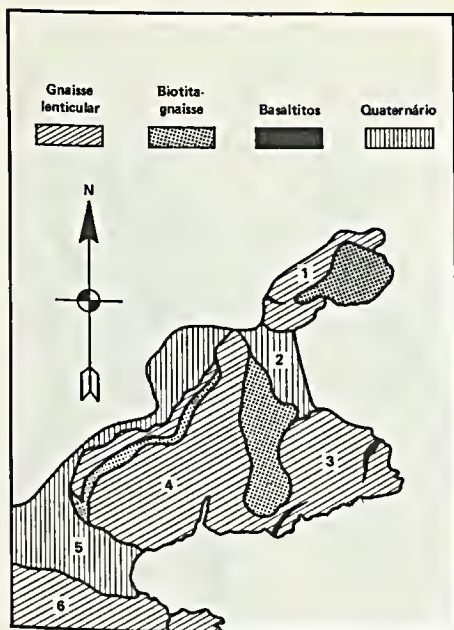 Gnaisse
lenticular
Biotita-
gnaisse
Basaltitos
Quaternário
N
1
2
3
4
5
6